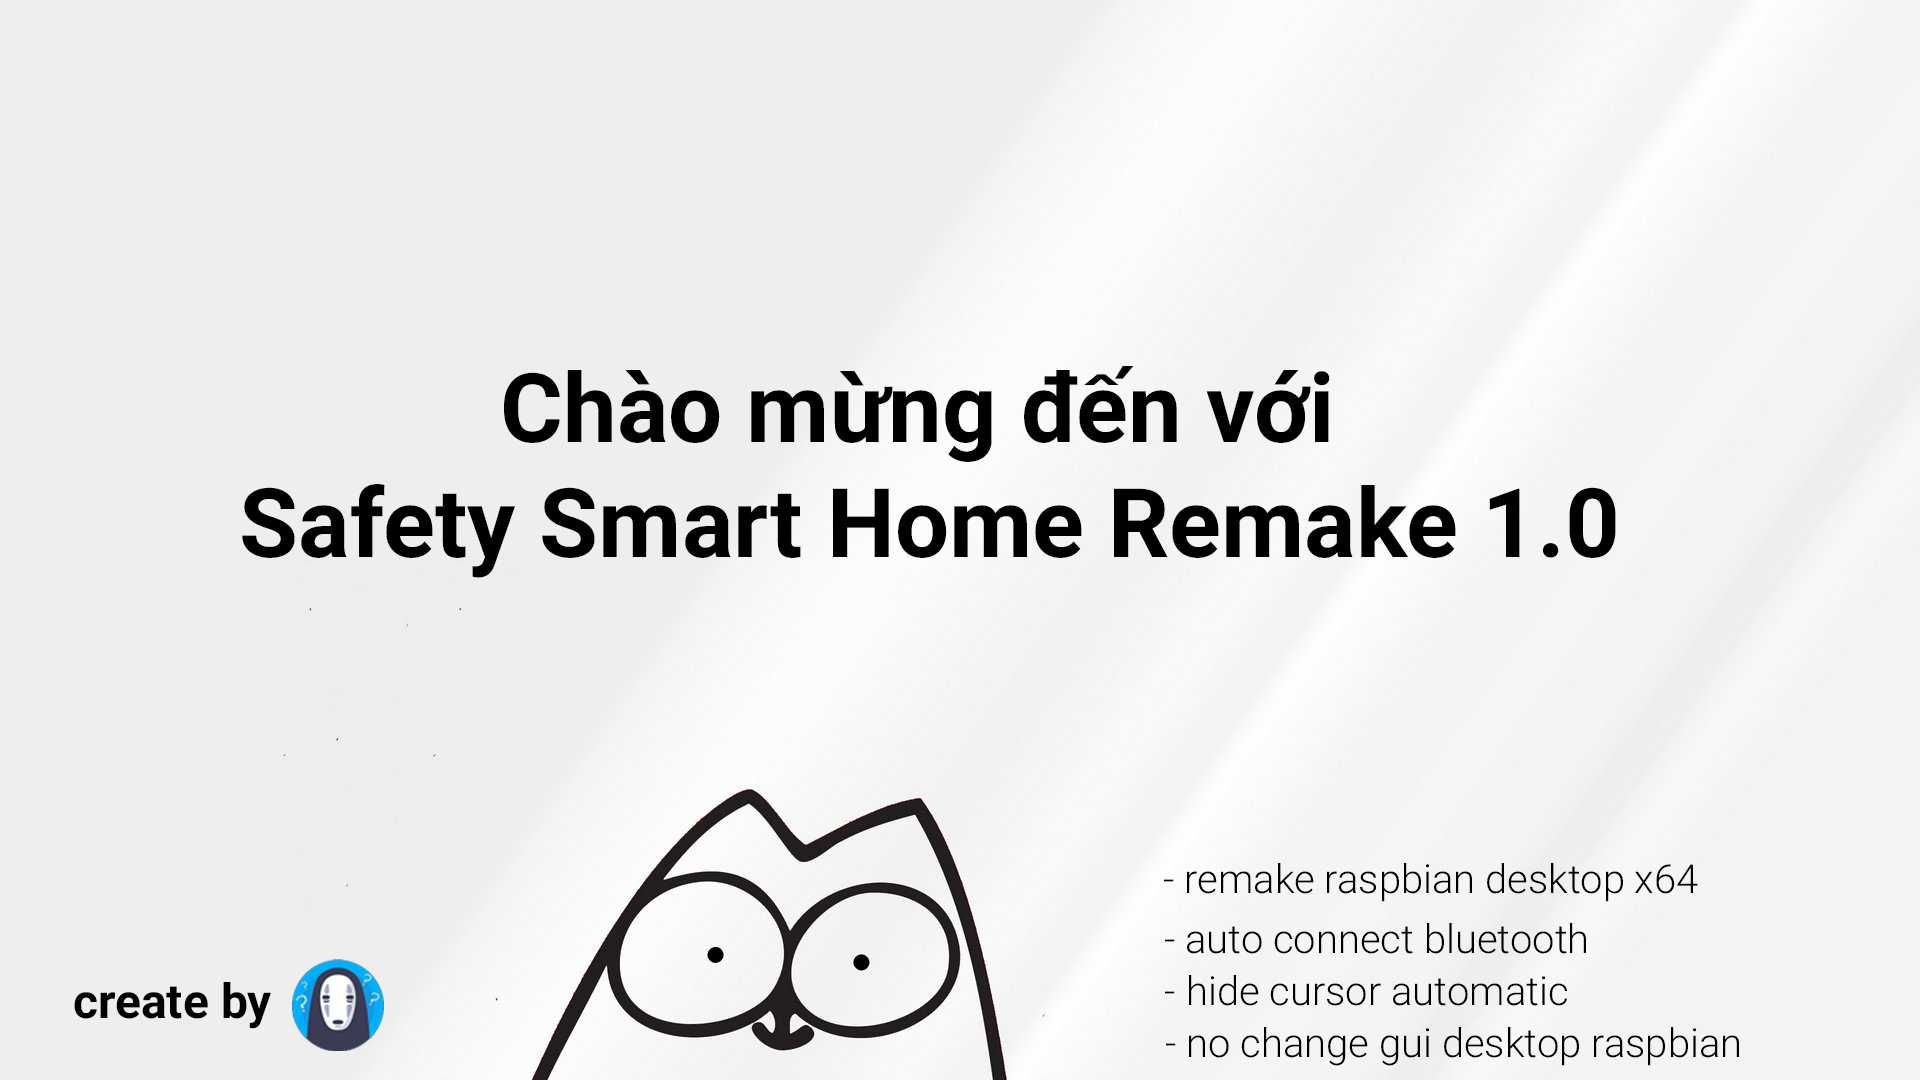 Chào mừng đến với
Safety Smart Home Remake 1.0
- remake raspbian desktop x64
- auto connect bluetooth
- hide cursor automatic
- no change gui desktop raspbian
create by